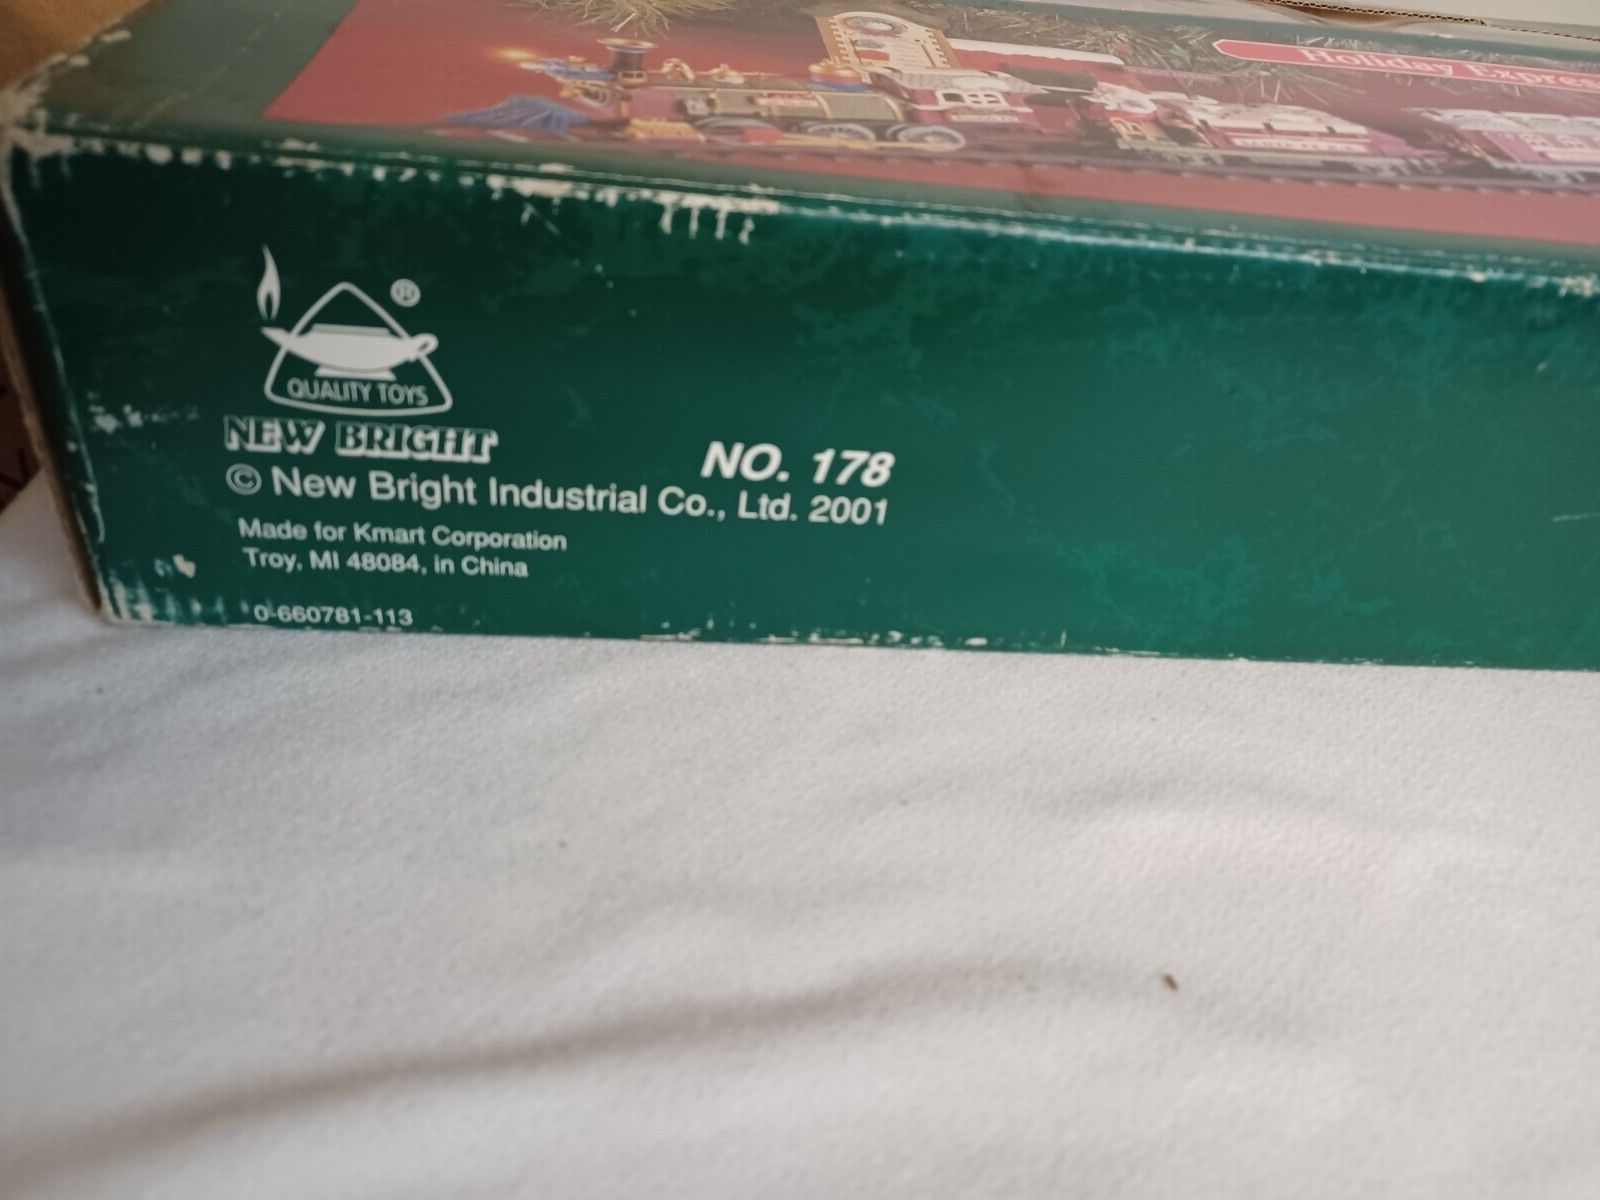 Holiday Express
®
QUALITY TOYS
NEW BRIGHT
NO. 178
© New Bright Industrial Co., Ltd. 2001
Made for Kmart Corporation
Troy, MI 48084, in China
0-660781-113